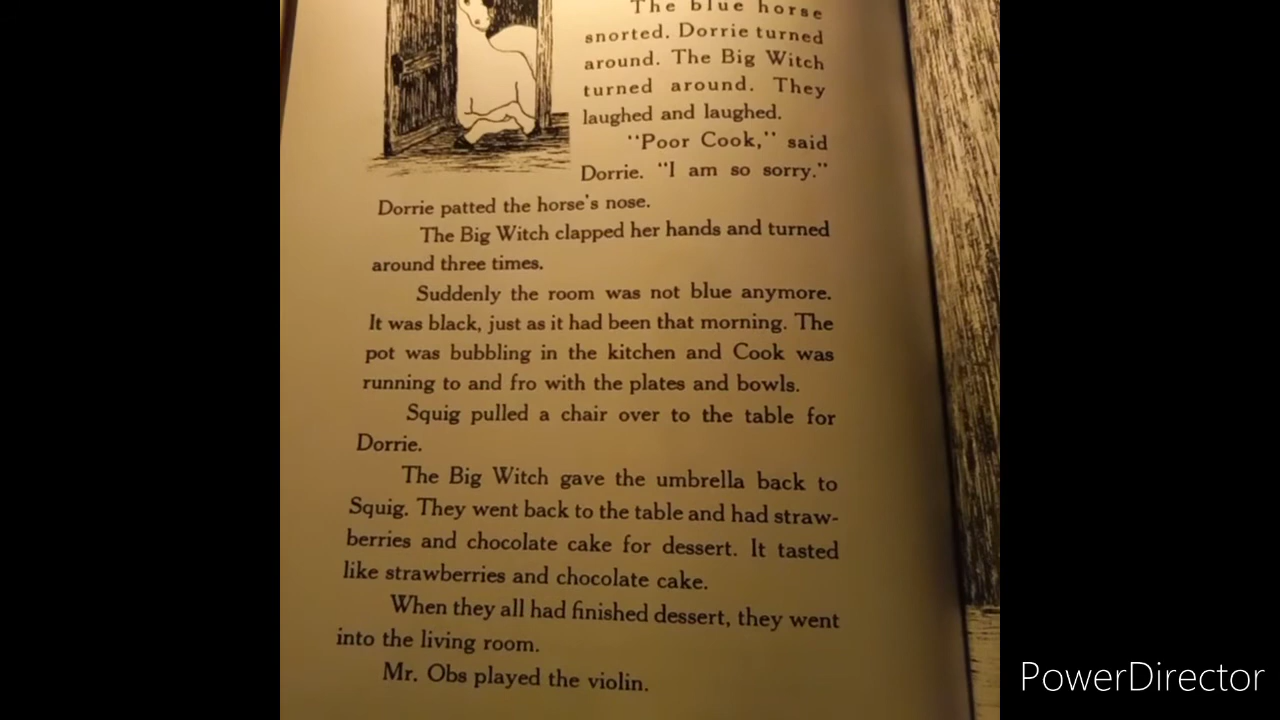 The blue horse
snorted. Dorrie turned
around. The Big Witch
turned around. They
laughed and laughed.
"Poor Cook," said
Dorrie. "I am so sorry."
Dorrie patted the horse's nose.
The Big Witch clapped her hands and turned
around three times.
Suddenly the room was not blue anymore.
It was black, just as it had been that morning. The
pot was bubbling in the kitchen and Cook was
running to and fro with the plates and bowls.
Squig pulled a chair over to the table for
Dorrie.
The Big Witch gave the umbrella back to
Squig. They went back to the table and had straw-
berries and chocolate cake for dessert. It tasted
like strawberries and chocolate cake.
When they all had finished dessert, they went
into the living room.
Mr. Obs played the violin.
PowerDirector